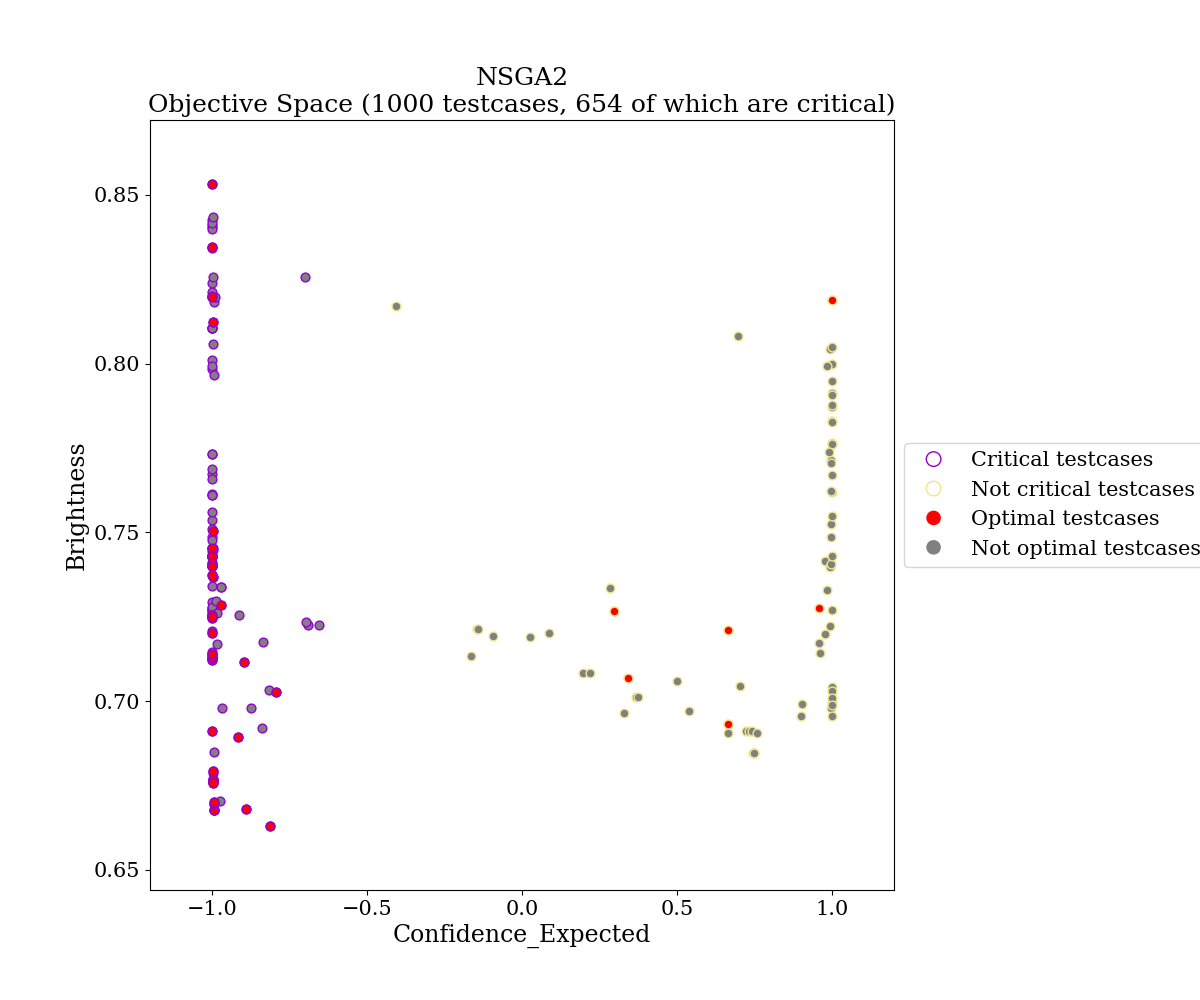 NSGA2
Objective Space (1000 testcases, 654 of which are critical)
0.85
0.80
0.75
0.70
0.65
Brightness
−1.0
−0.5
0.0
0.5
1.0
Confidence_Expected
Critical testcases
Not critical testcases
Optimal testcases
Not optimal testcases